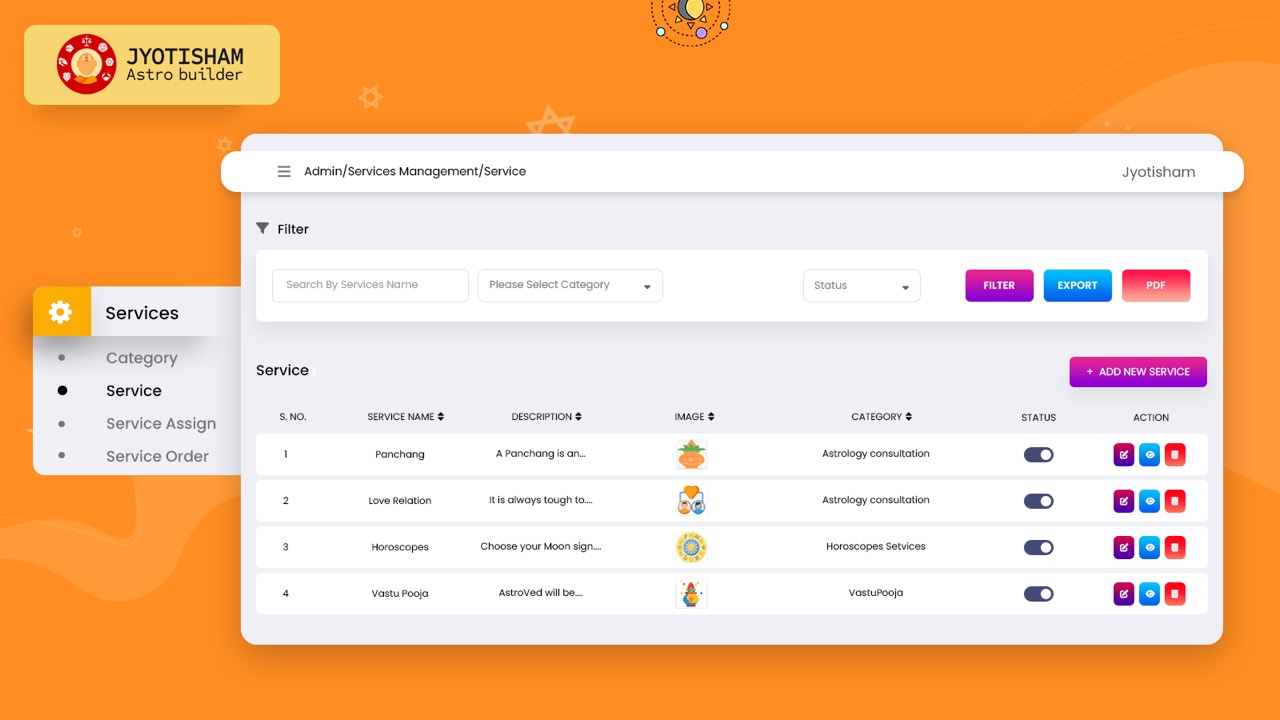 JYOTISHAM
Astro builder
Admin/Services Management/Service
Jyotisham
Filter
Search By Services Name
Please Select Category
Status
FILTER
EXPORT
PDF
Services
Category
Service
Service Assign
Service Order
Services
+ ADD NEW SERVICE
S. NO. SERVICE NAME DESCRIPTION IMAGE CATEGORY STATUS ACTION
1 Panchang A Panchang is an... Astrology consultation
2 Love Relation It is always tough to.... Astrology consultation
3 Horoscopes Choose your Moon sign.... Horoscopes Setvices
4 Vastu Pooja AstroVed will be.... VastuPooja